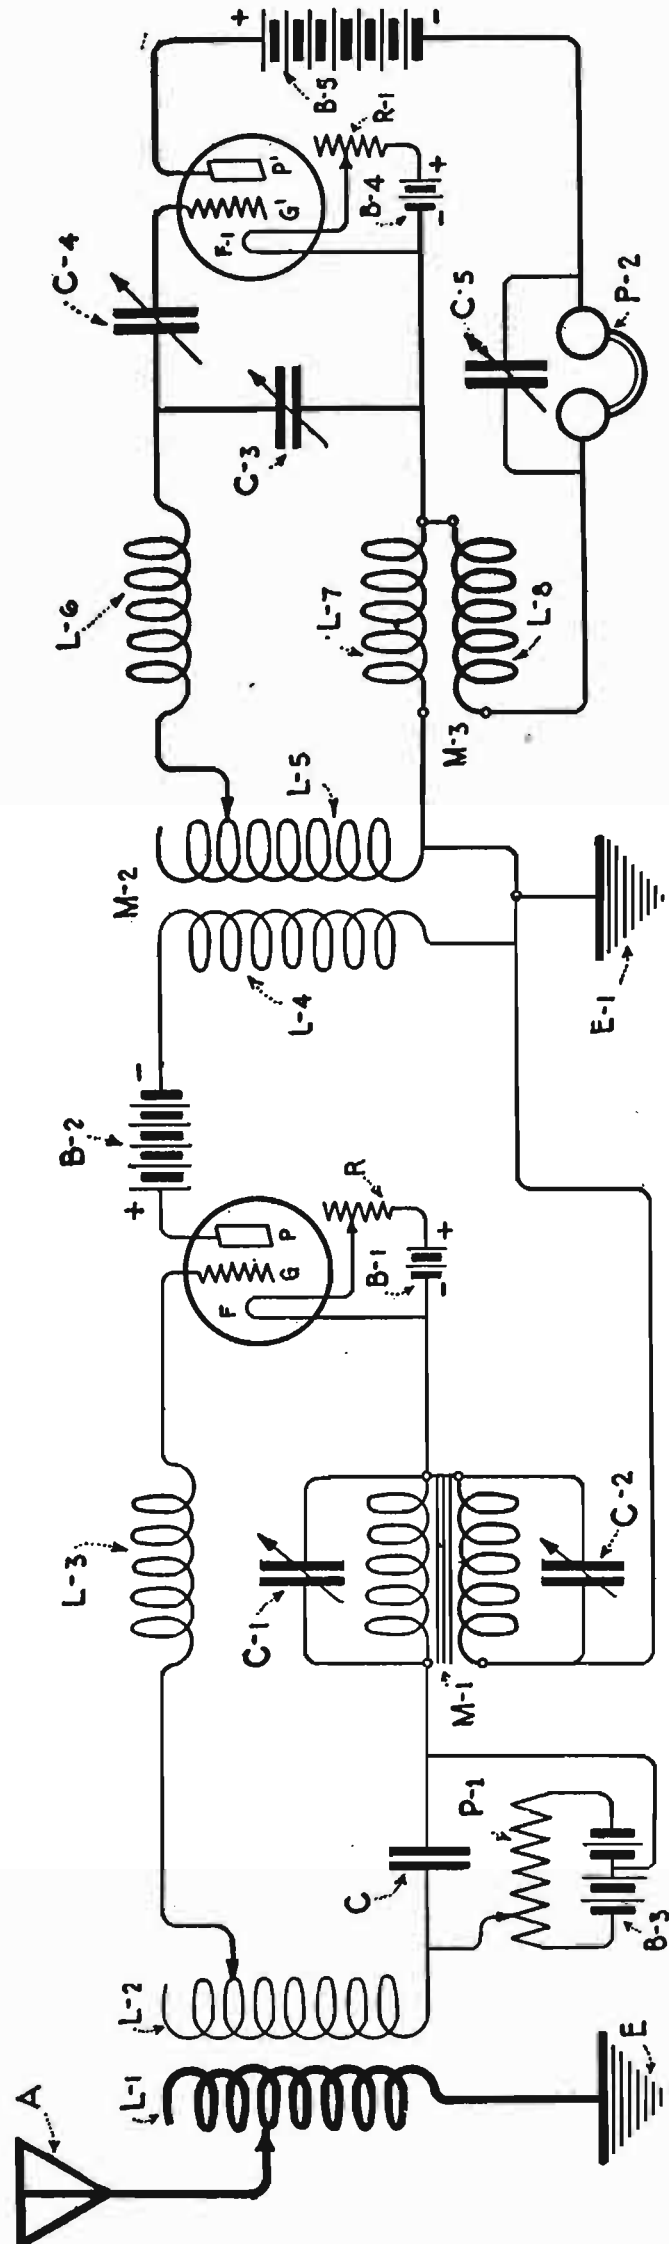 A
L-1
L-2
E
C
P-1
B-3
L-3
C-1
M-1
C-2
F
G
P
R
B-1
+
-
B-2
+
-
L-4
M-2
L-5
E-1
L-6
C-3
L-7
M-3
L-8
C-4
F-1
G'
P'
R-1
B-4
+
-
B-5
+
-
C-5
P-2